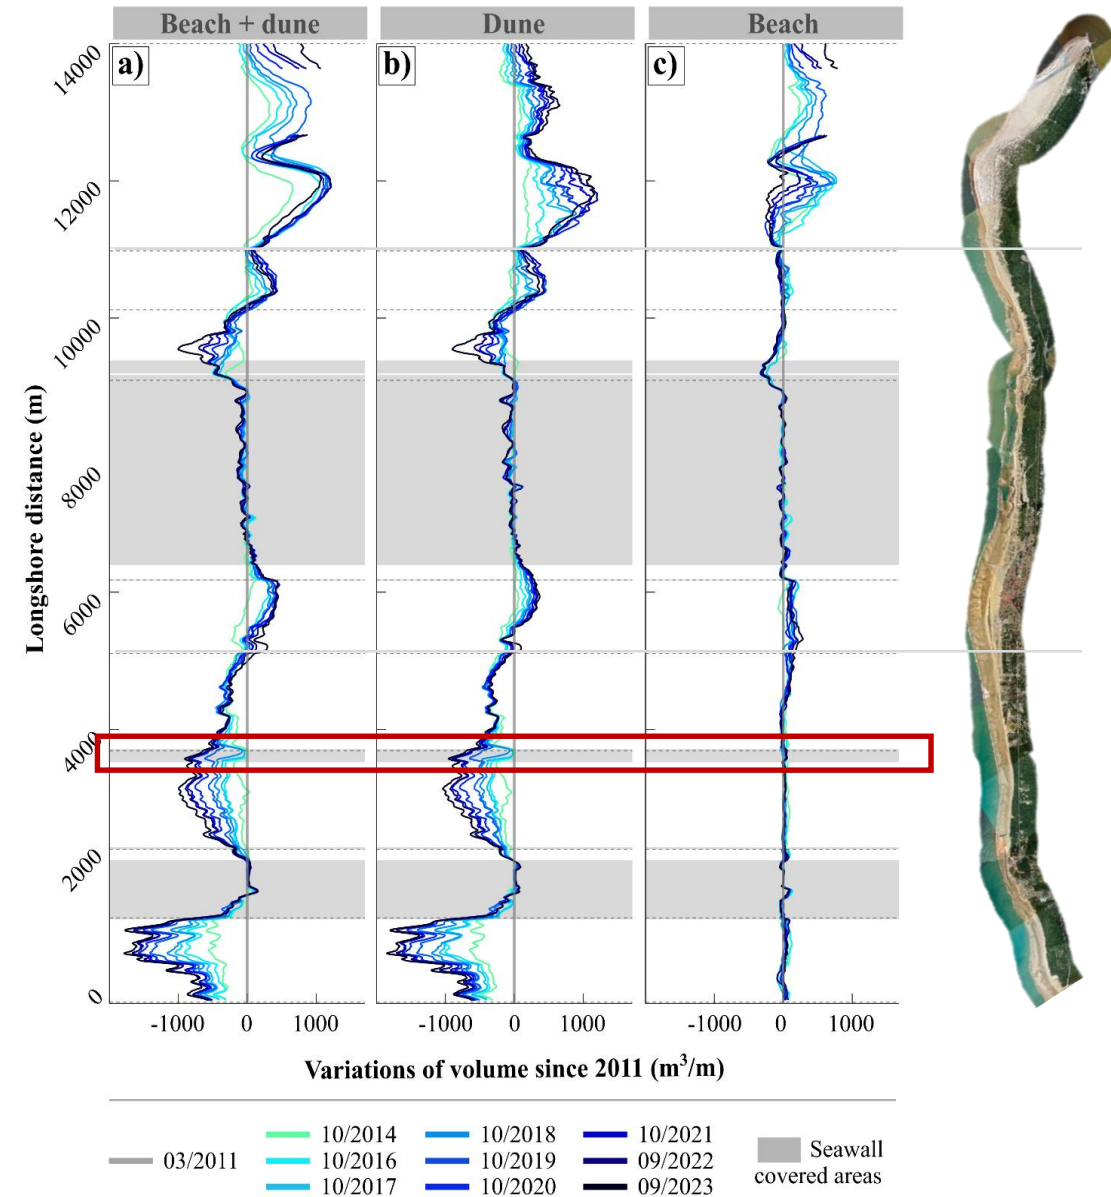 Beach + dune
Dune
Beach
a)
b)
c)
14000
12000
10000
8000
6000
4000
2000
0
Longshore distance (m)
-1000 0 1000
-1000 0 1000
-1000 0 1000
Variations of volume since 2011 (m³/m)
03/2011
10/2014
10/2016
10/2017
10/2018
10/2019
10/2020
10/2021
09/2022
09/2023
Seawall
covered areas